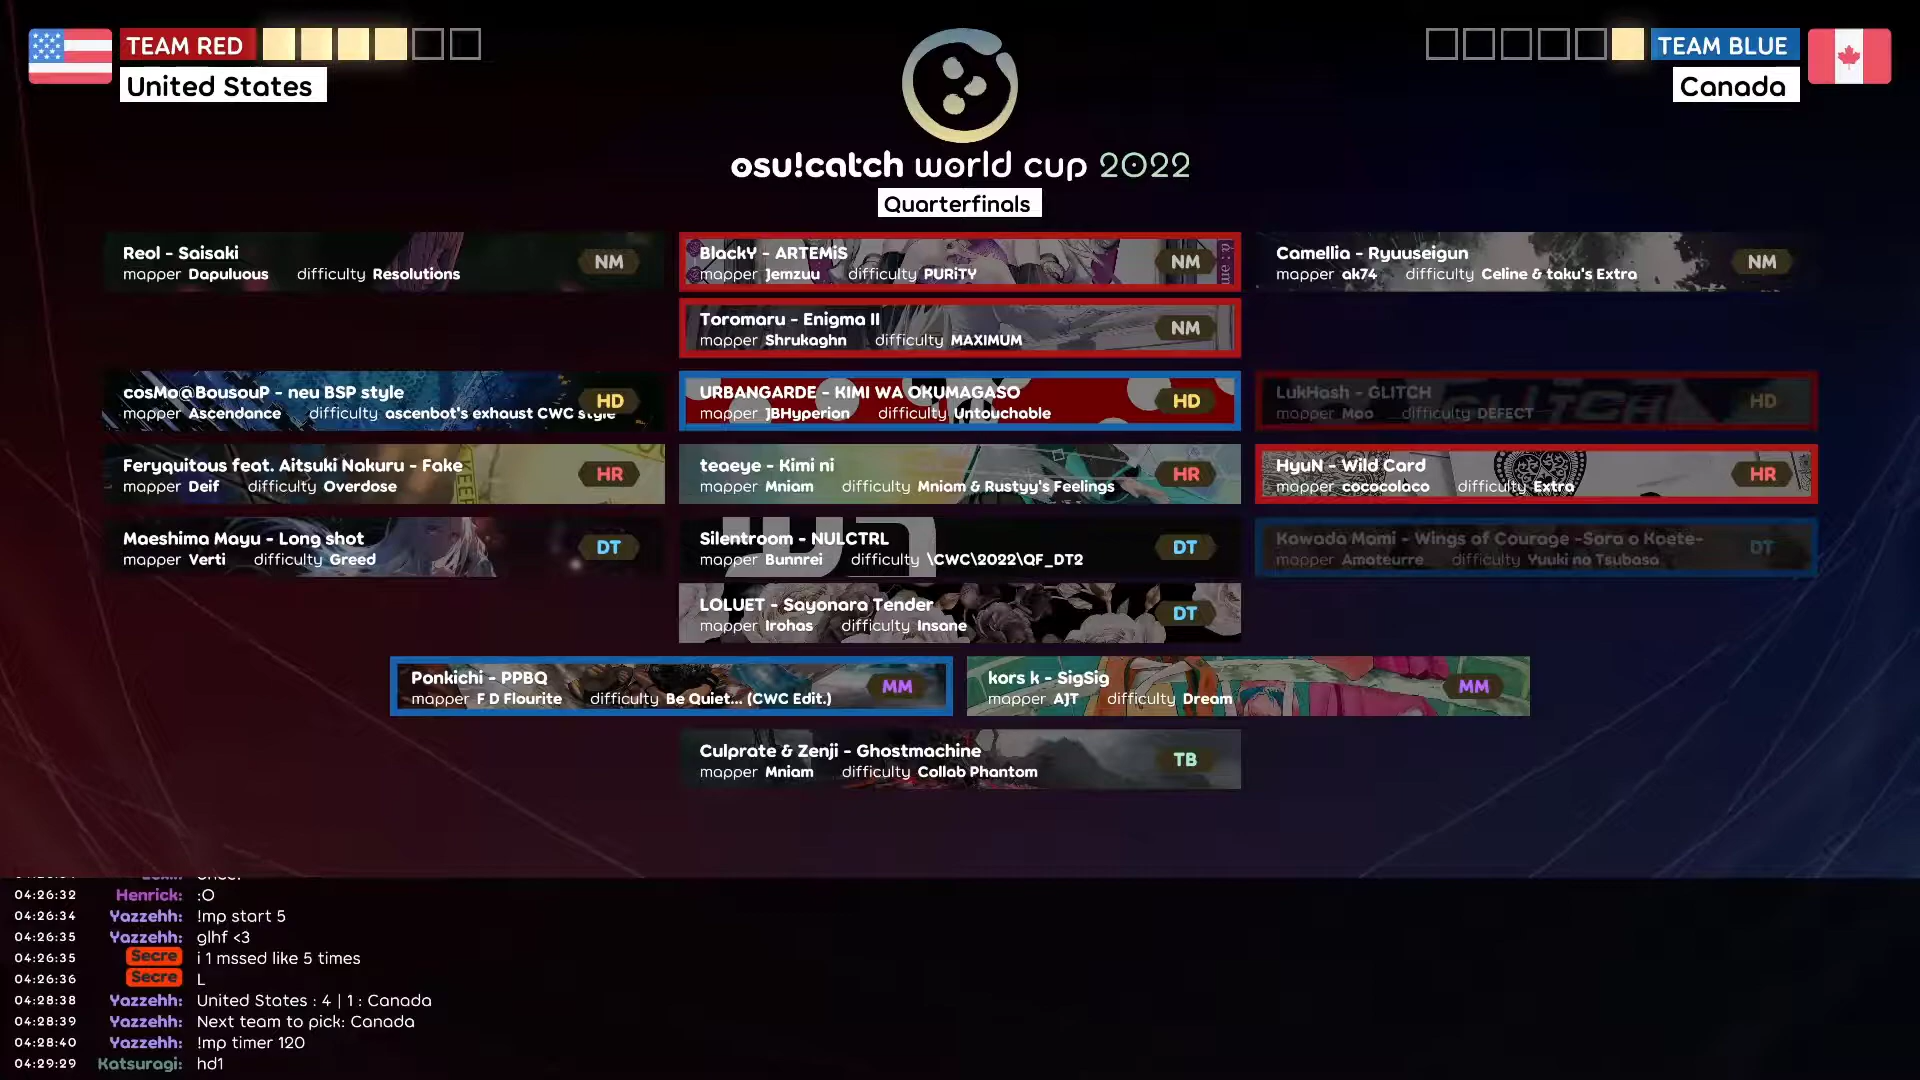 TEAM RED
United States
TEAM BLUE
Canada
osu!catch world cup 2022
Quarterfinals
Reol - Saisaki
mapper Dapuluous difficulty Resolutions
NM
BlackY - ARTEMiS
mapper Jemzuu difficulty PURiTY
NM
Camellia - Ryuuseigun
mapper ak74 difficulty Celine & taku's Extra
NM
Toromaru - Enigma II
mapper Shrukaghn difficulty MAXIMUM
NM
cosMo@BousouP - neu BSP style
mapper Ascendance difficulty ascenbot's exhaust CWC style
HD
URBANGARDE - KIMI WA OKUMAGASO
mapper JBHyperion difficulty Untouchable
HD
LukHash - GLITCH
mapper Moo difficulty DEFECT
HD
Feryquitous feat. Aitsuki Nakuru - Fake
mapper Deif difficulty Overdose
HR
teaeye - Kimi ni
mapper Mniam difficulty Mniam & Rustyy's Feelings
HR
HyuN - Wild Card
mapper cococolaco difficulty Extra
HR
Maeshima Mayu - Long shot
mapper Verti difficulty Greed
DT
Silentroom - NULCTRL
mapper Bunnrei difficulty \CWC\2022\QF_DT2
DT
Kawada Mami - Wings of Courage -Sora o Koete-
mapper Amateurre difficulty Yuuki no Tsubasa
DT
LOLUET - Sayonara Tender
mapper Irohas difficulty Insane
DT
Ponkichi - PPBQ
mapper F D Flourite difficulty Be Quiet... (CWC Edit.)
MM
kors k - SigSig
mapper AJT difficulty Dream
MM
Culprate & Zenji - Ghostmachine
mapper Mniam difficulty Collab Phantom
TB
04:26:32 Henrick: :O
04:26:34 Yazzehh: !mp start 5
04:26:35 Yazzehh: glhf <3
04:26:35 Secre i 1 mssed like 5 times
04:26:36 Secre L
04:28:38 Yazzehh: United States : 4 | 1 : Canada
04:28:39 Yazzehh: Next team to pick: Canada
04:28:40 Yazzehh: !mp timer 120
04:29:29 Katsuragi: hd1